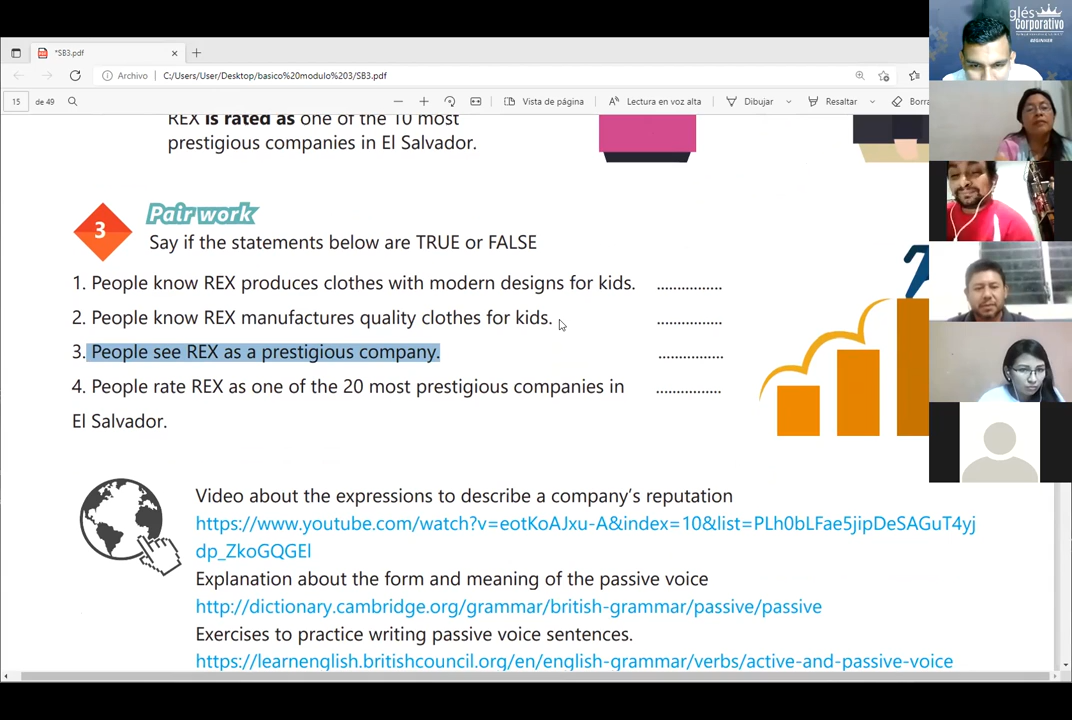 *SB3.pdf
Archivo
C:/Users/User/Desktop/basico%20modulo%203/SB3.pdf
15 de 49
Vista de página
Lectura en voz alta
Dibujar
Resaltar
Borra
glés
Corporativo
BEGINNER
REX is rated as one of the 10 most
prestigious companies in El Salvador.
3
Pair work
Say if the statements below are TRUE or FALSE
1. People know REX produces clothes with modern designs for kids. ................
2. People know REX manufactures quality clothes for kids. ................
3. People see REX as a prestigious company. ................
4. People rate REX as one of the 20 most prestigious companies in ................
El Salvador.
Video about the expressions to describe a company's reputation
https://www.youtube.com/watch?v=eotKoAJxu-A&index=10&list=PLh0bLFae5jipDeSAGuT4yj
dp_ZkoGQGEl
Explanation about the form and meaning of the passive voice
http://dictionary.cambridge.org/grammar/british-grammar/passive/passive
Exercises to practice writing passive voice sentences.
https://learnenglish.britishcouncil.org/en/english-grammar/verbs/active-and-passive-voice